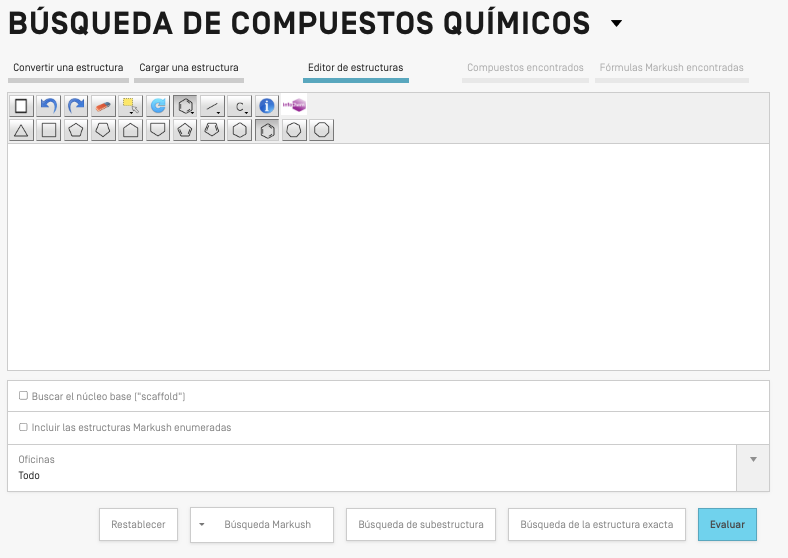 BÚSQUEDA DE COMPUESTOS QUÍMICOS
Convertir una estructura Cargar una estructura Editor de estructuras Compuestos encontrados Fórmulas Markush encontradas
C
Buscar el núcleo base ("scaffold")
Incluir las estructuras Markush enumeradas
Oficinas
Todo
Restablecer Búsqueda Markush Búsqueda de subestructura Búsqueda de la estructura exacta Evaluar